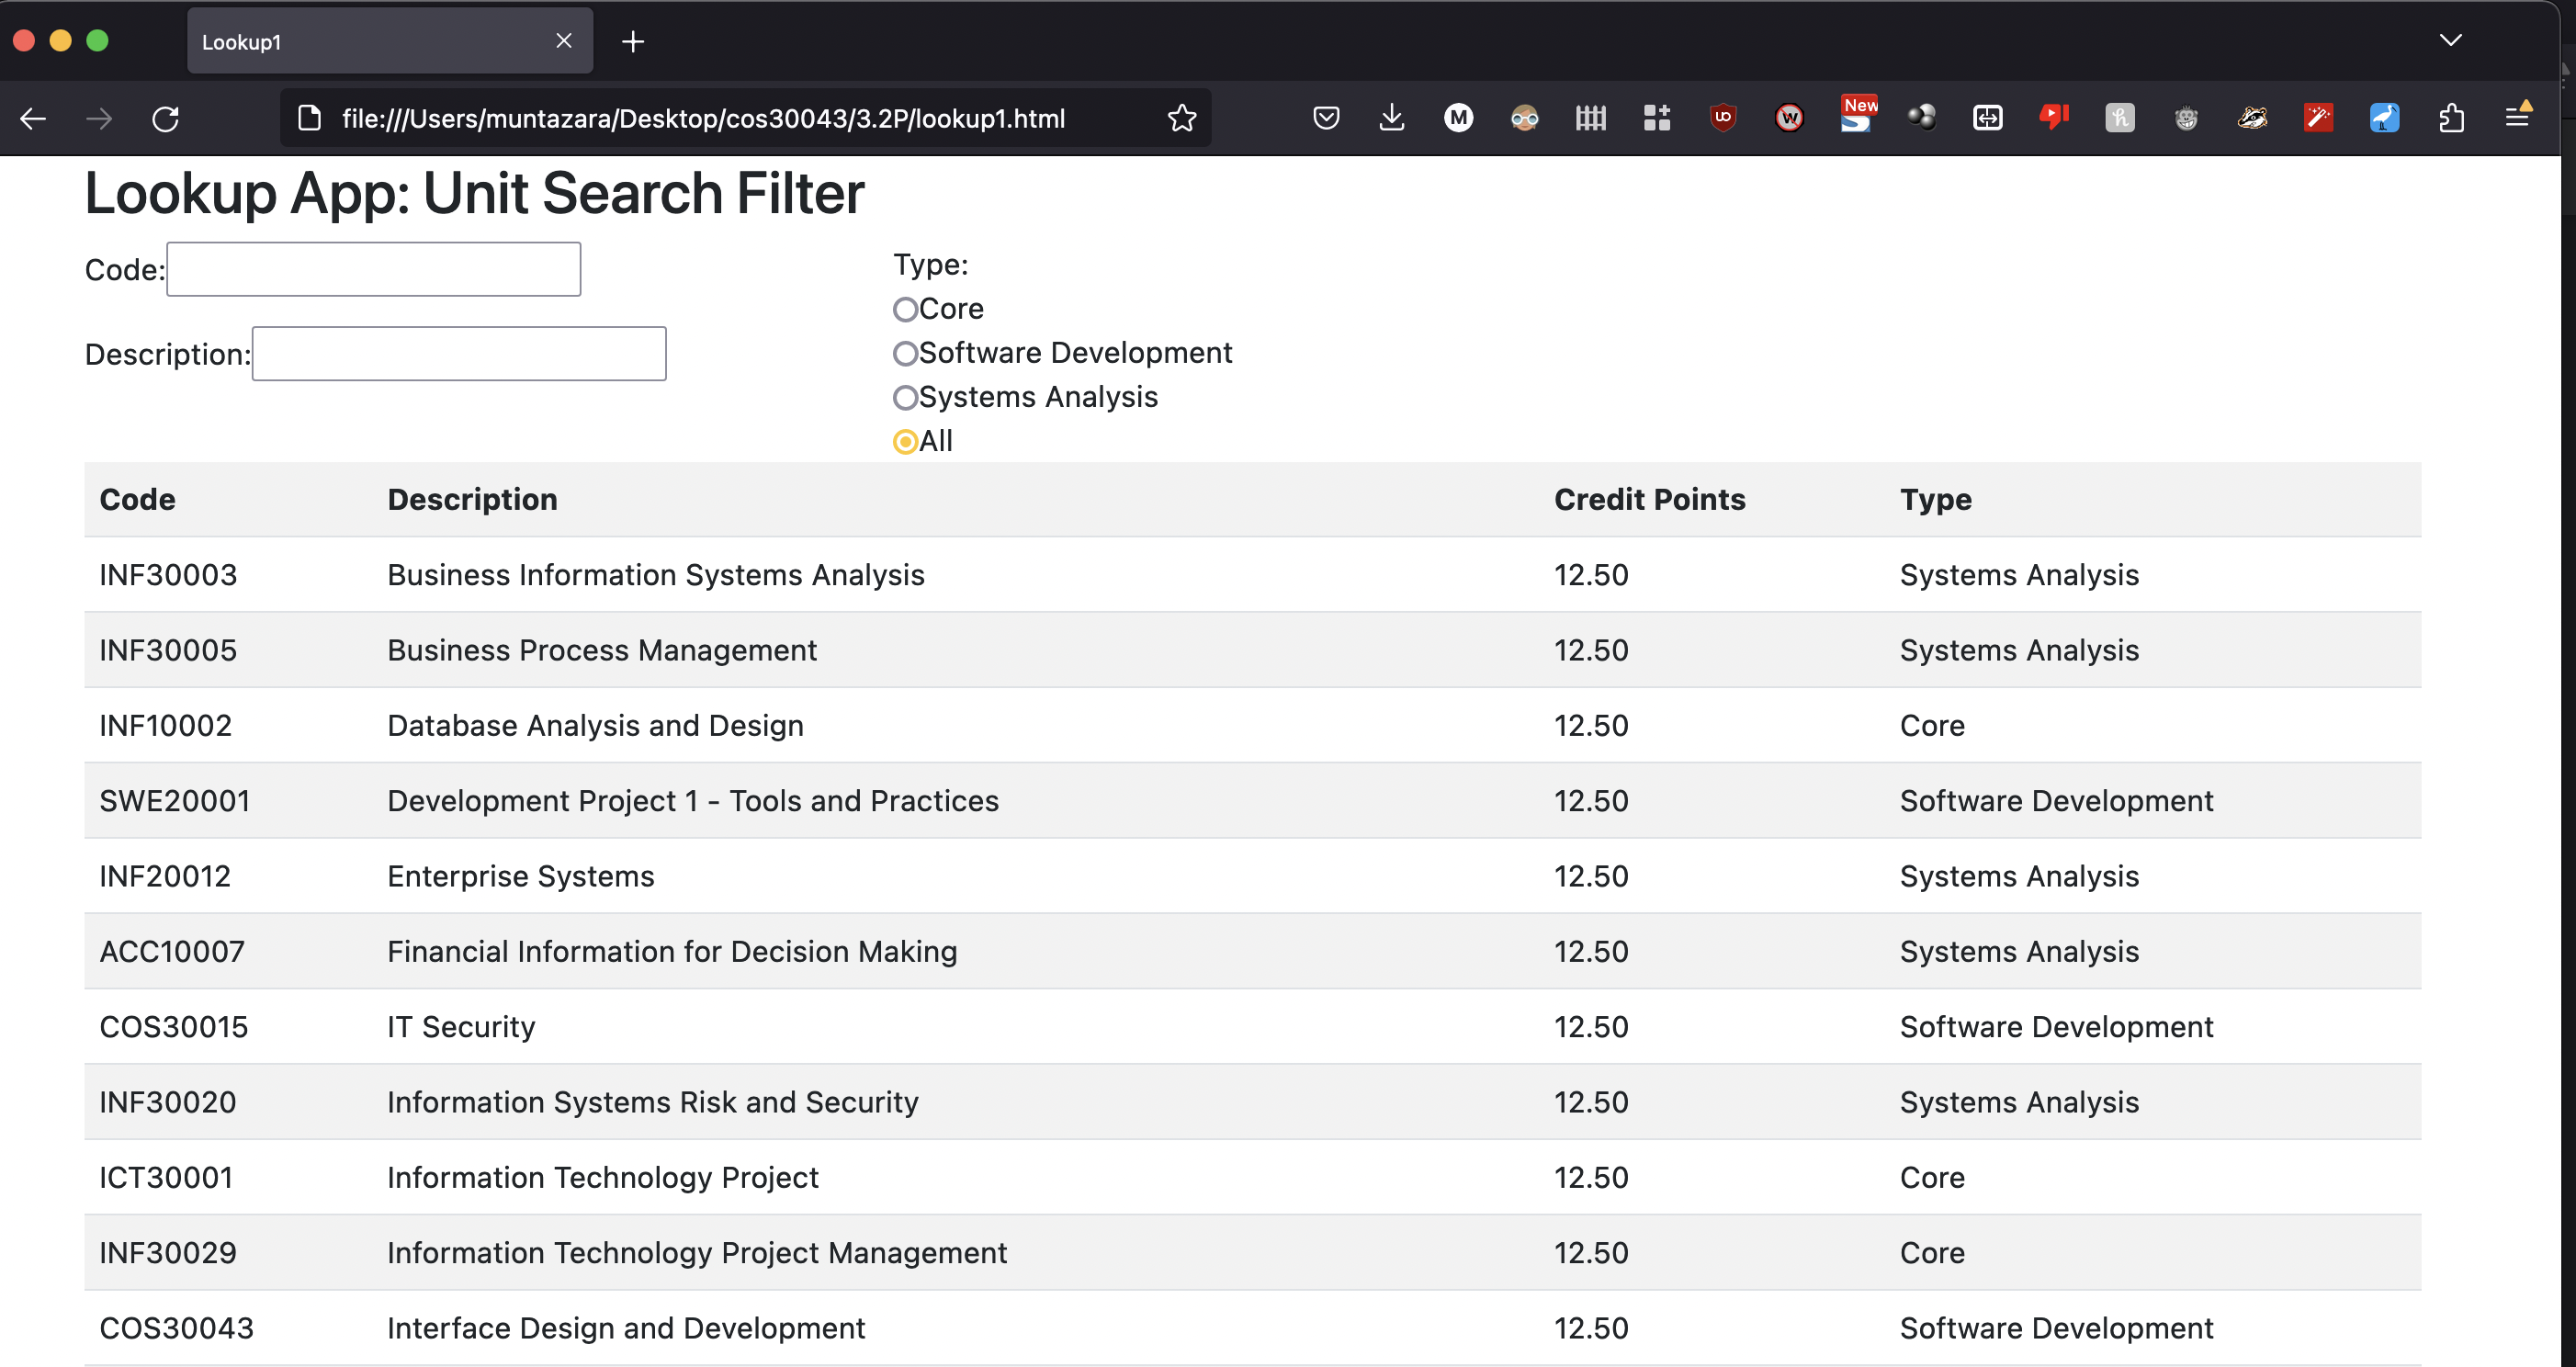 Lookup1
file:///Users/muntazara/Desktop/cos30043/3.2P/lookup1.html
M
UO
W
New
Lookup App: Unit Search Filter
Code:
Description:
Type:
Core
Software Development
Systems Analysis
All
Code Description Credit Points Type
INF30003 Business Information Systems Analysis 12.50 Systems Analysis
INF30005 Business Process Management 12.50 Systems Analysis
INF10002 Database Analysis and Design 12.50 Core
SWE20001 Development Project 1 - Tools and Practices 12.50 Software Development
INF20012 Enterprise Systems 12.50 Systems Analysis
ACC10007 Financial Information for Decision Making 12.50 Systems Analysis
COS30015 IT Security 12.50 Software Development
INF30020 Information Systems Risk and Security 12.50 Systems Analysis
ICT30001 Information Technology Project 12.50 Core
INF30029 Information Technology Project Management 12.50 Core
COS30043 Interface Design and Development 12.50 Software Development